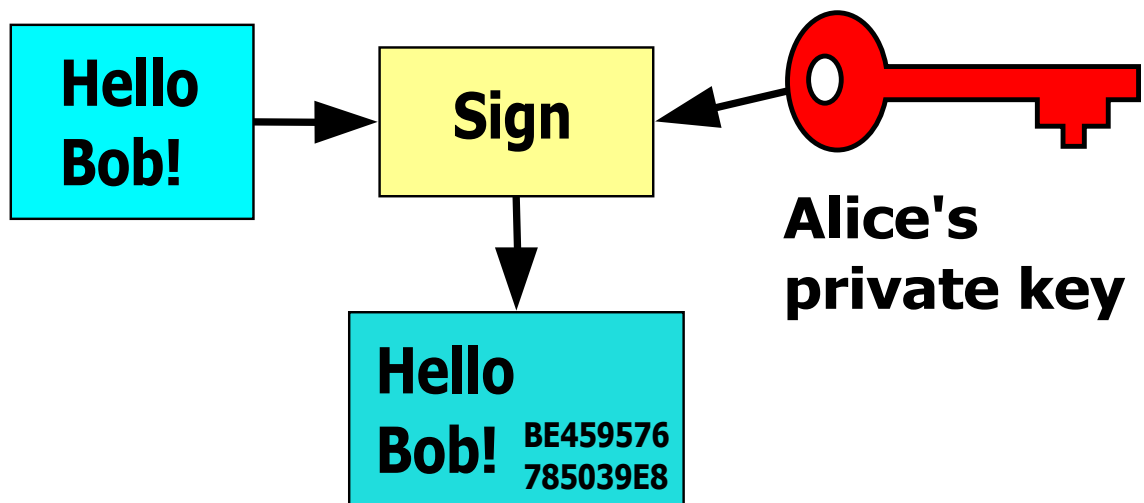 Hello
Bob!
Sign
Alice's
private key
Hello
Bob!
BE459576
785039E8